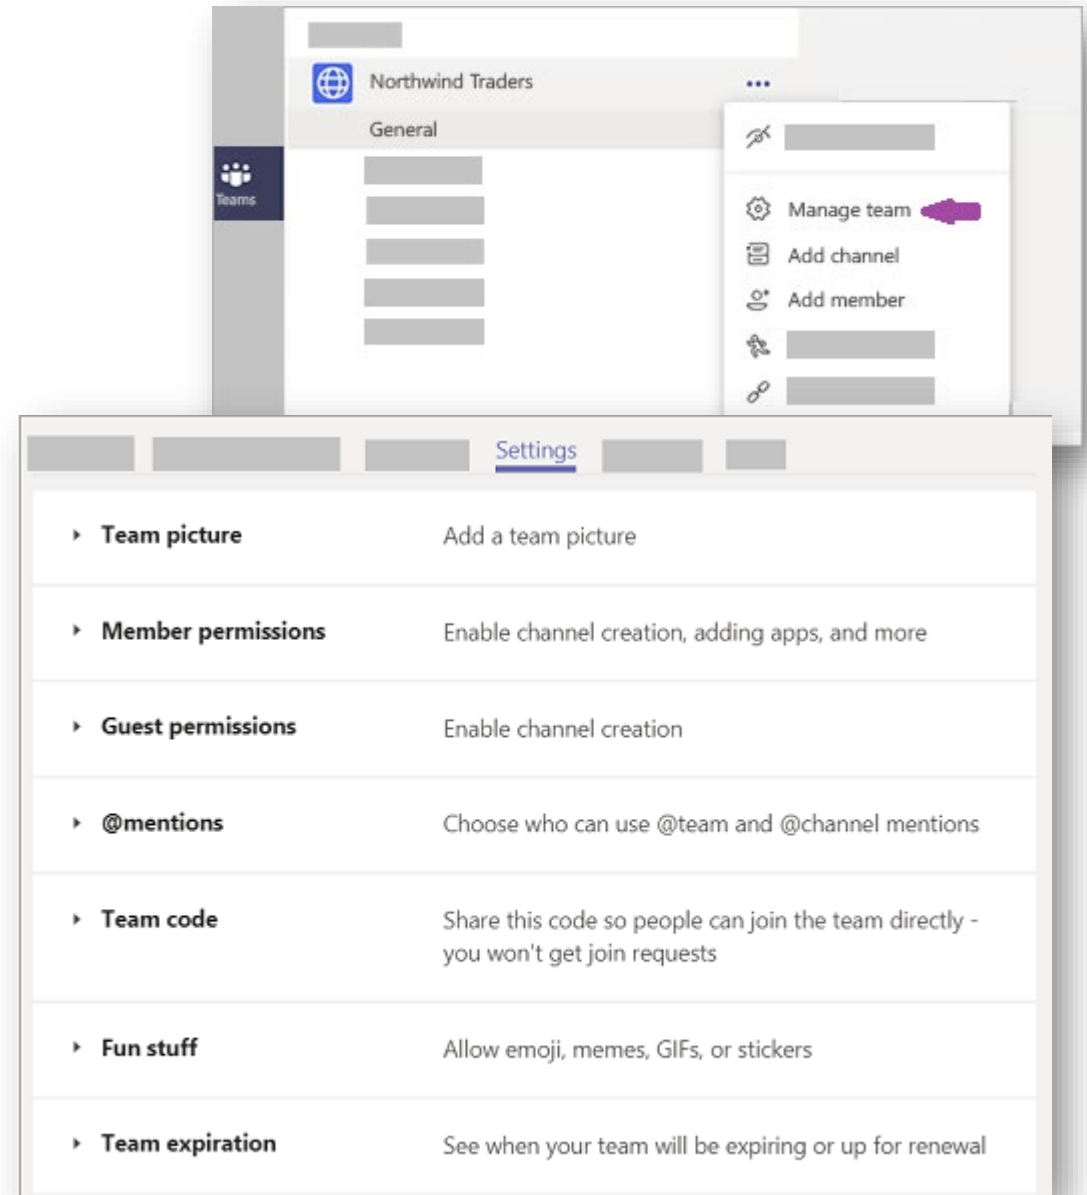 Northwind Traders
General
Teams
Manage team
Add channel
Add member
Settings
Team picture
Add a team picture
Member permissions
Enable channel creation, adding apps, and more
Guest permissions
Enable channel creation
@mentions
Choose who can use @team and @channel mentions
Team code
Share this code so people can join the team directly -
you won't get join requests
Fun stuff
Allow emoji, memes, GIFs, or stickers
Team expiration
See when your team will be expiring or up for renewal